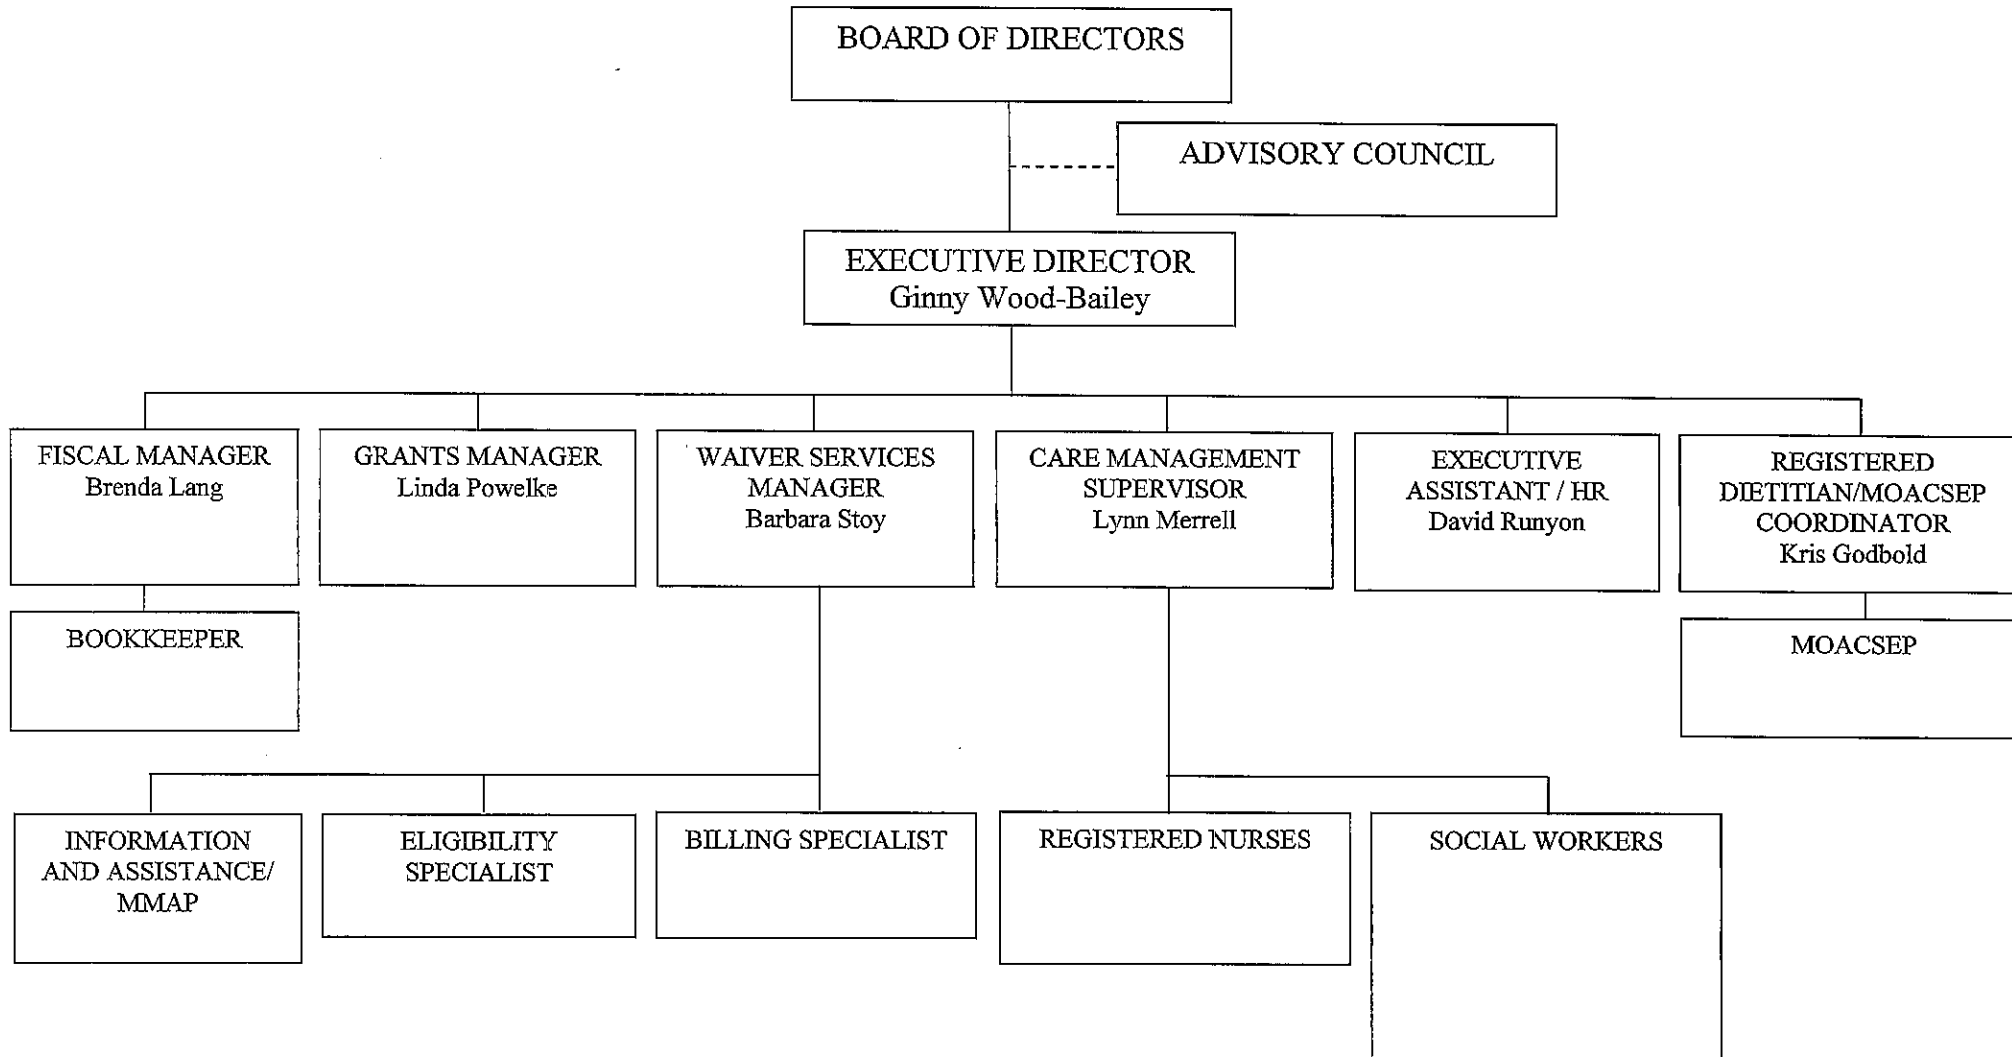 BOARD OF DIRECTORS
ADVISORY COUNCIL
EXECUTIVE DIRECTOR
Ginny Wood-Bailey
FISCAL MANAGER
Brenda Lang
GRANTS MANAGER
Linda Powelke
WAIVER SERVICES
MANAGER
Barbara Stoy
CARE MANAGEMENT
SUPERVISOR
Lynn Merrell
EXECUTIVE
ASSISTANT / HR
David Runyon
REGISTERED
DIETITIAN/MOACSEP
COORDINATOR
Kris Godbold
BOOKKEEPER
MOACSEP
INFORMATION
AND ASSISTANCE/
MMAP
ELIGIBILITY
SPECIALIST
BILLING SPECIALIST
REGISTERED NURSES
SOCIAL WORKERS